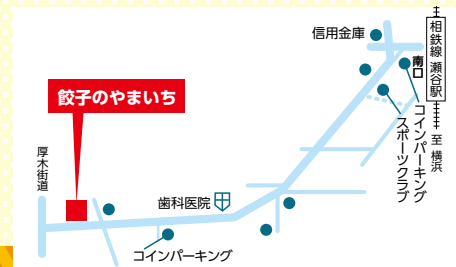 信用金庫
相鉄線 瀬谷駅
南口
至 横浜
コインパーキング
スポーツクラブ
餃子のやまいち
厚木街道
歯科医院
コインパーキング